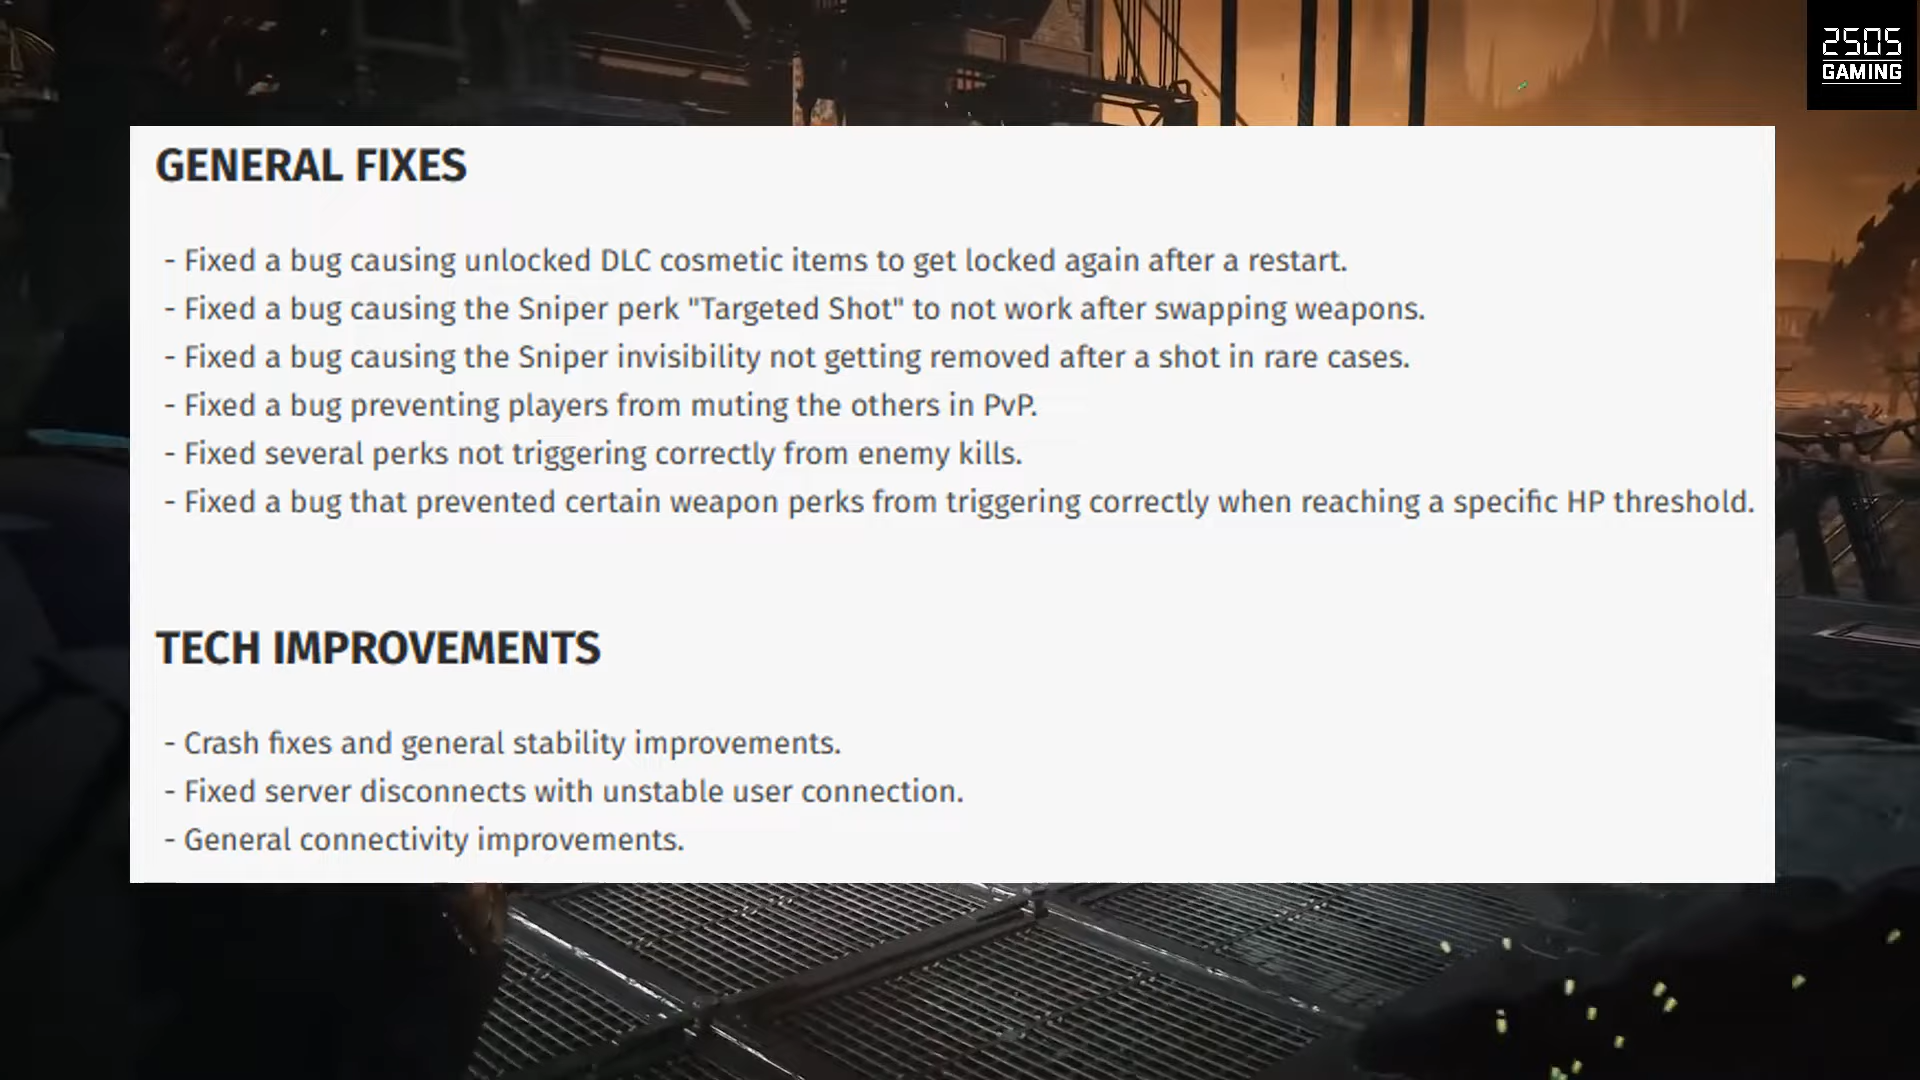 2505
GAMING
GENERAL FIXES
- Fixed a bug causing unlocked DLC cosmetic items to get locked again after a restart.
- Fixed a bug causing the Sniper perk "Targeted Shot" to not work after swapping weapons.
- Fixed a bug causing the Sniper invisibility not getting removed after a shot in rare cases.
- Fixed a bug preventing players from muting the others in PvP.
- Fixed several perks not triggering correctly from enemy kills.
- Fixed a bug that prevented certain weapon perks from triggering correctly when reaching a specific HP threshold.
TECH IMPROVEMENTS
- Crash fixes and general stability improvements.
- Fixed server disconnects with unstable user connection.
- General connectivity improvements.